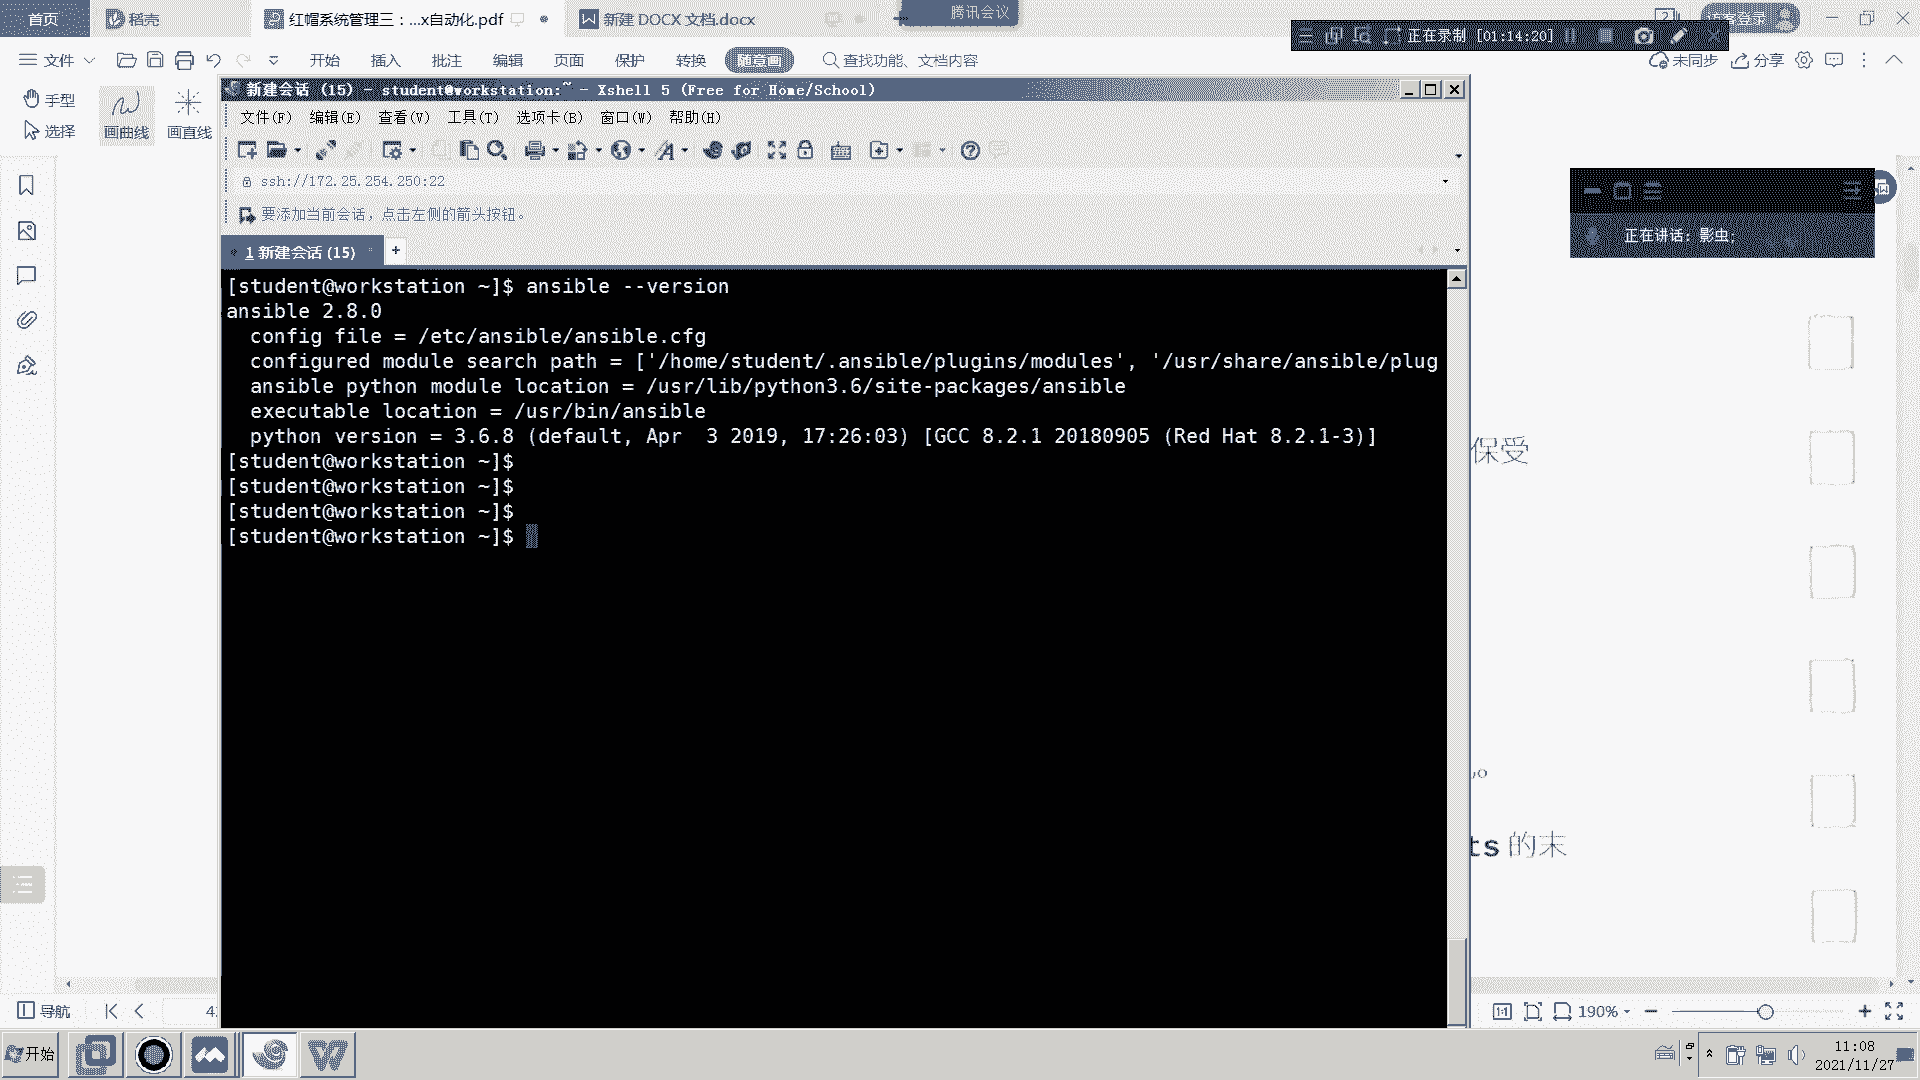 首页
稻壳
红帽系统管理三：...x自动化.pdf
新建 DOCX 文档.docx
腾讯会议
正在录制 [01:14:20]
文件
开始
插入
批注
编辑
页面
保护
转换
随意画
查找功能、文档内容
未同步
分享
手型
选择
画曲线
画直线
新建会话 (15) - student@workstation:~ - Xshell 5 (Free for Home/School)
文件(F) 编辑(E) 查看(V) 工具(T) 选项卡(B) 窗口(W) 帮助(H)
ssh://172.25.254.250:22
要添加当前会话，点击左侧的箭头按钮。
1 新建会话 (15)
+
正在讲话：影虫;
[student@workstation ~]$ ansible --version
ansible 2.8.0
config file = /etc/ansible/ansible.cfg
configured module search path = ['/home/student/.ansible/plugins/modules', '/usr/share/ansible/plug
ansible python module location = /usr/lib/python3.6/site-packages/ansible
executable location = /usr/bin/ansible
python version = 3.6.8 (default, Apr  3 2019, 17:26:03) [GCC 8.2.1 20180905 (Red Hat 8.2.1-3)]
[student@workstation ~]$
[student@workstation ~]$
[student@workstation ~]$
[student@workstation ~]$
保受
ts 的末
导航
190%
开始
11:08
2021/11/27